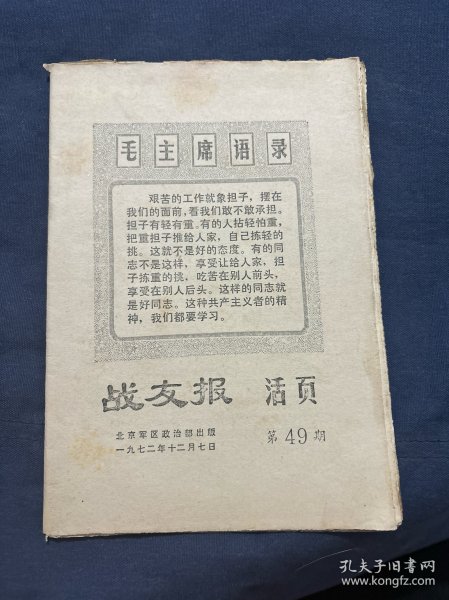 毛主席语录
艰苦的工作就象担子，摆在
我们的面前，看我们敢不敢承担。
担子有轻有重。有的人拈轻怕重，
把重担子推给人家，自己拣轻的
挑。这就不是好的态度。有的同
志不是这样，享受让给人家，担
子拣重的挑，吃苦在别人前头，
享受在别人后头。这样的同志就
是好同志。这种共产主义者的精
神，我们都要学习。
战友报 活页
北京军区政治部出版
一九七二年十二月七日
第49期
孔夫子旧书网
www.kongfz.com